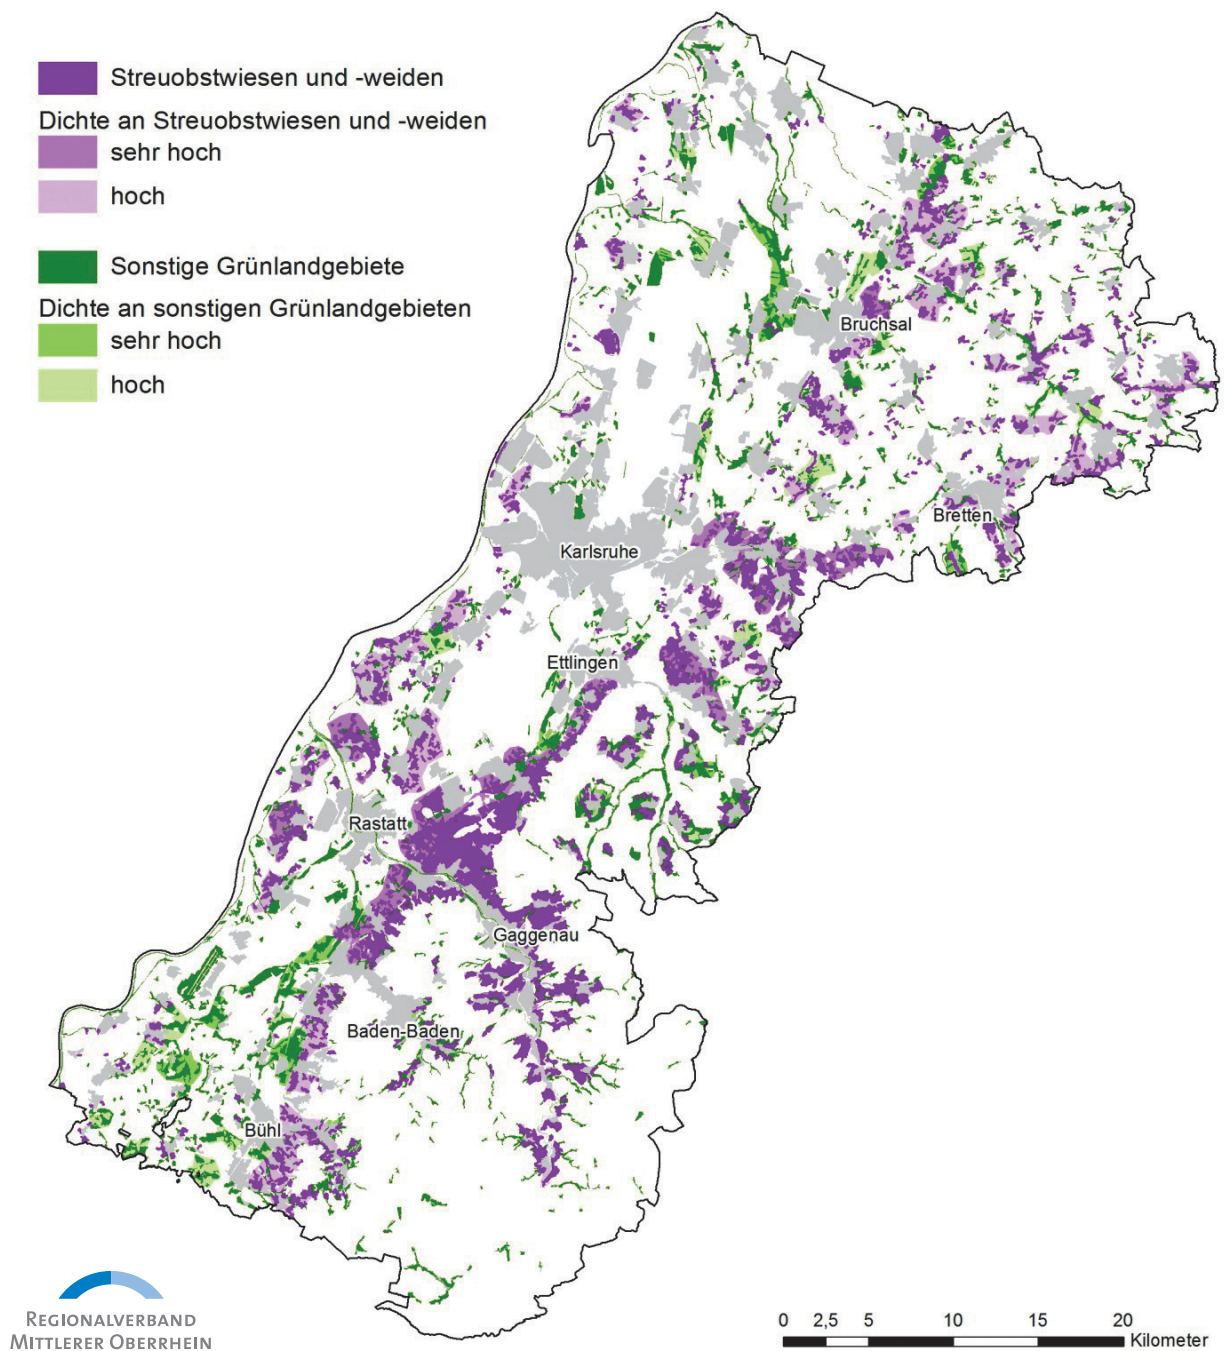 Streuobstwiesen und -weiden
Dichte an Streuobstwiesen und -weiden
sehr hoch
hoch
Sonstige Grünlandgebiete
Dichte an sonstigen Grünlandgebieten
sehr hoch
hoch
Bruchsal
Bretten
Karlsruhe
Ettlingen
Rastatt
Gaggenau
Baden-Baden
Bühl
REGIONALVERBAND
MITTLERER OBERRHEIN
0 2,5 5 10 15 20
Kilometer